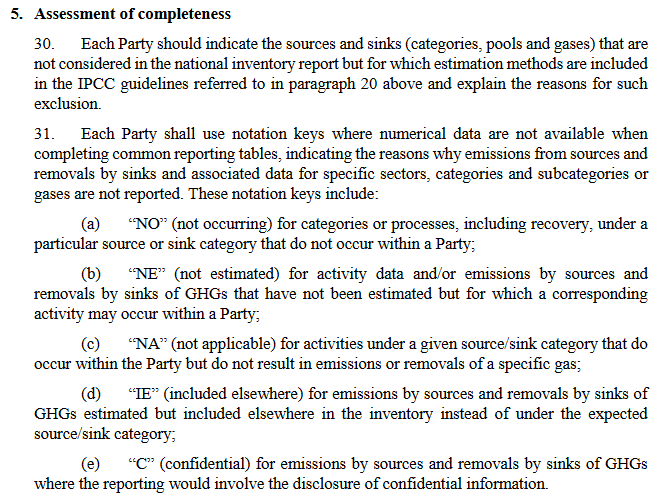 5. Assessment of completeness
30. Each Party should indicate the sources and sinks (categories, pools and gases) that are
not considered in the national inventory report but for which estimation methods are included
in the IPCC guidelines referred to in paragraph 20 above and explain the reasons for such
exclusion.
31. Each Party shall use notation keys where numerical data are not available when
completing common reporting tables, indicating the reasons why emissions from sources and
removals by sinks and associated data for specific sectors, categories and subcategories or
gases are not reported. These notation keys include:
(a) “NO” (not occurring) for categories or processes, including recovery, under a
particular source or sink category that do not occur within a Party;
(b) “NE” (not estimated) for activity data and/or emissions by sources and
removals by sinks of GHGs that have not been estimated but for which a corresponding
activity may occur within a Party;
(c) “NA” (not applicable) for activities under a given source/sink category that do
occur within the Party but do not result in emissions or removals of a specific gas;
(d) “IE” (included elsewhere) for emissions by sources and removals by sinks of
GHGs estimated but included elsewhere in the inventory instead of under the expected
source/sink category;
(e) “C” (confidential) for emissions by sources and removals by sinks of GHGs
where the reporting would involve the disclosure of confidential information.